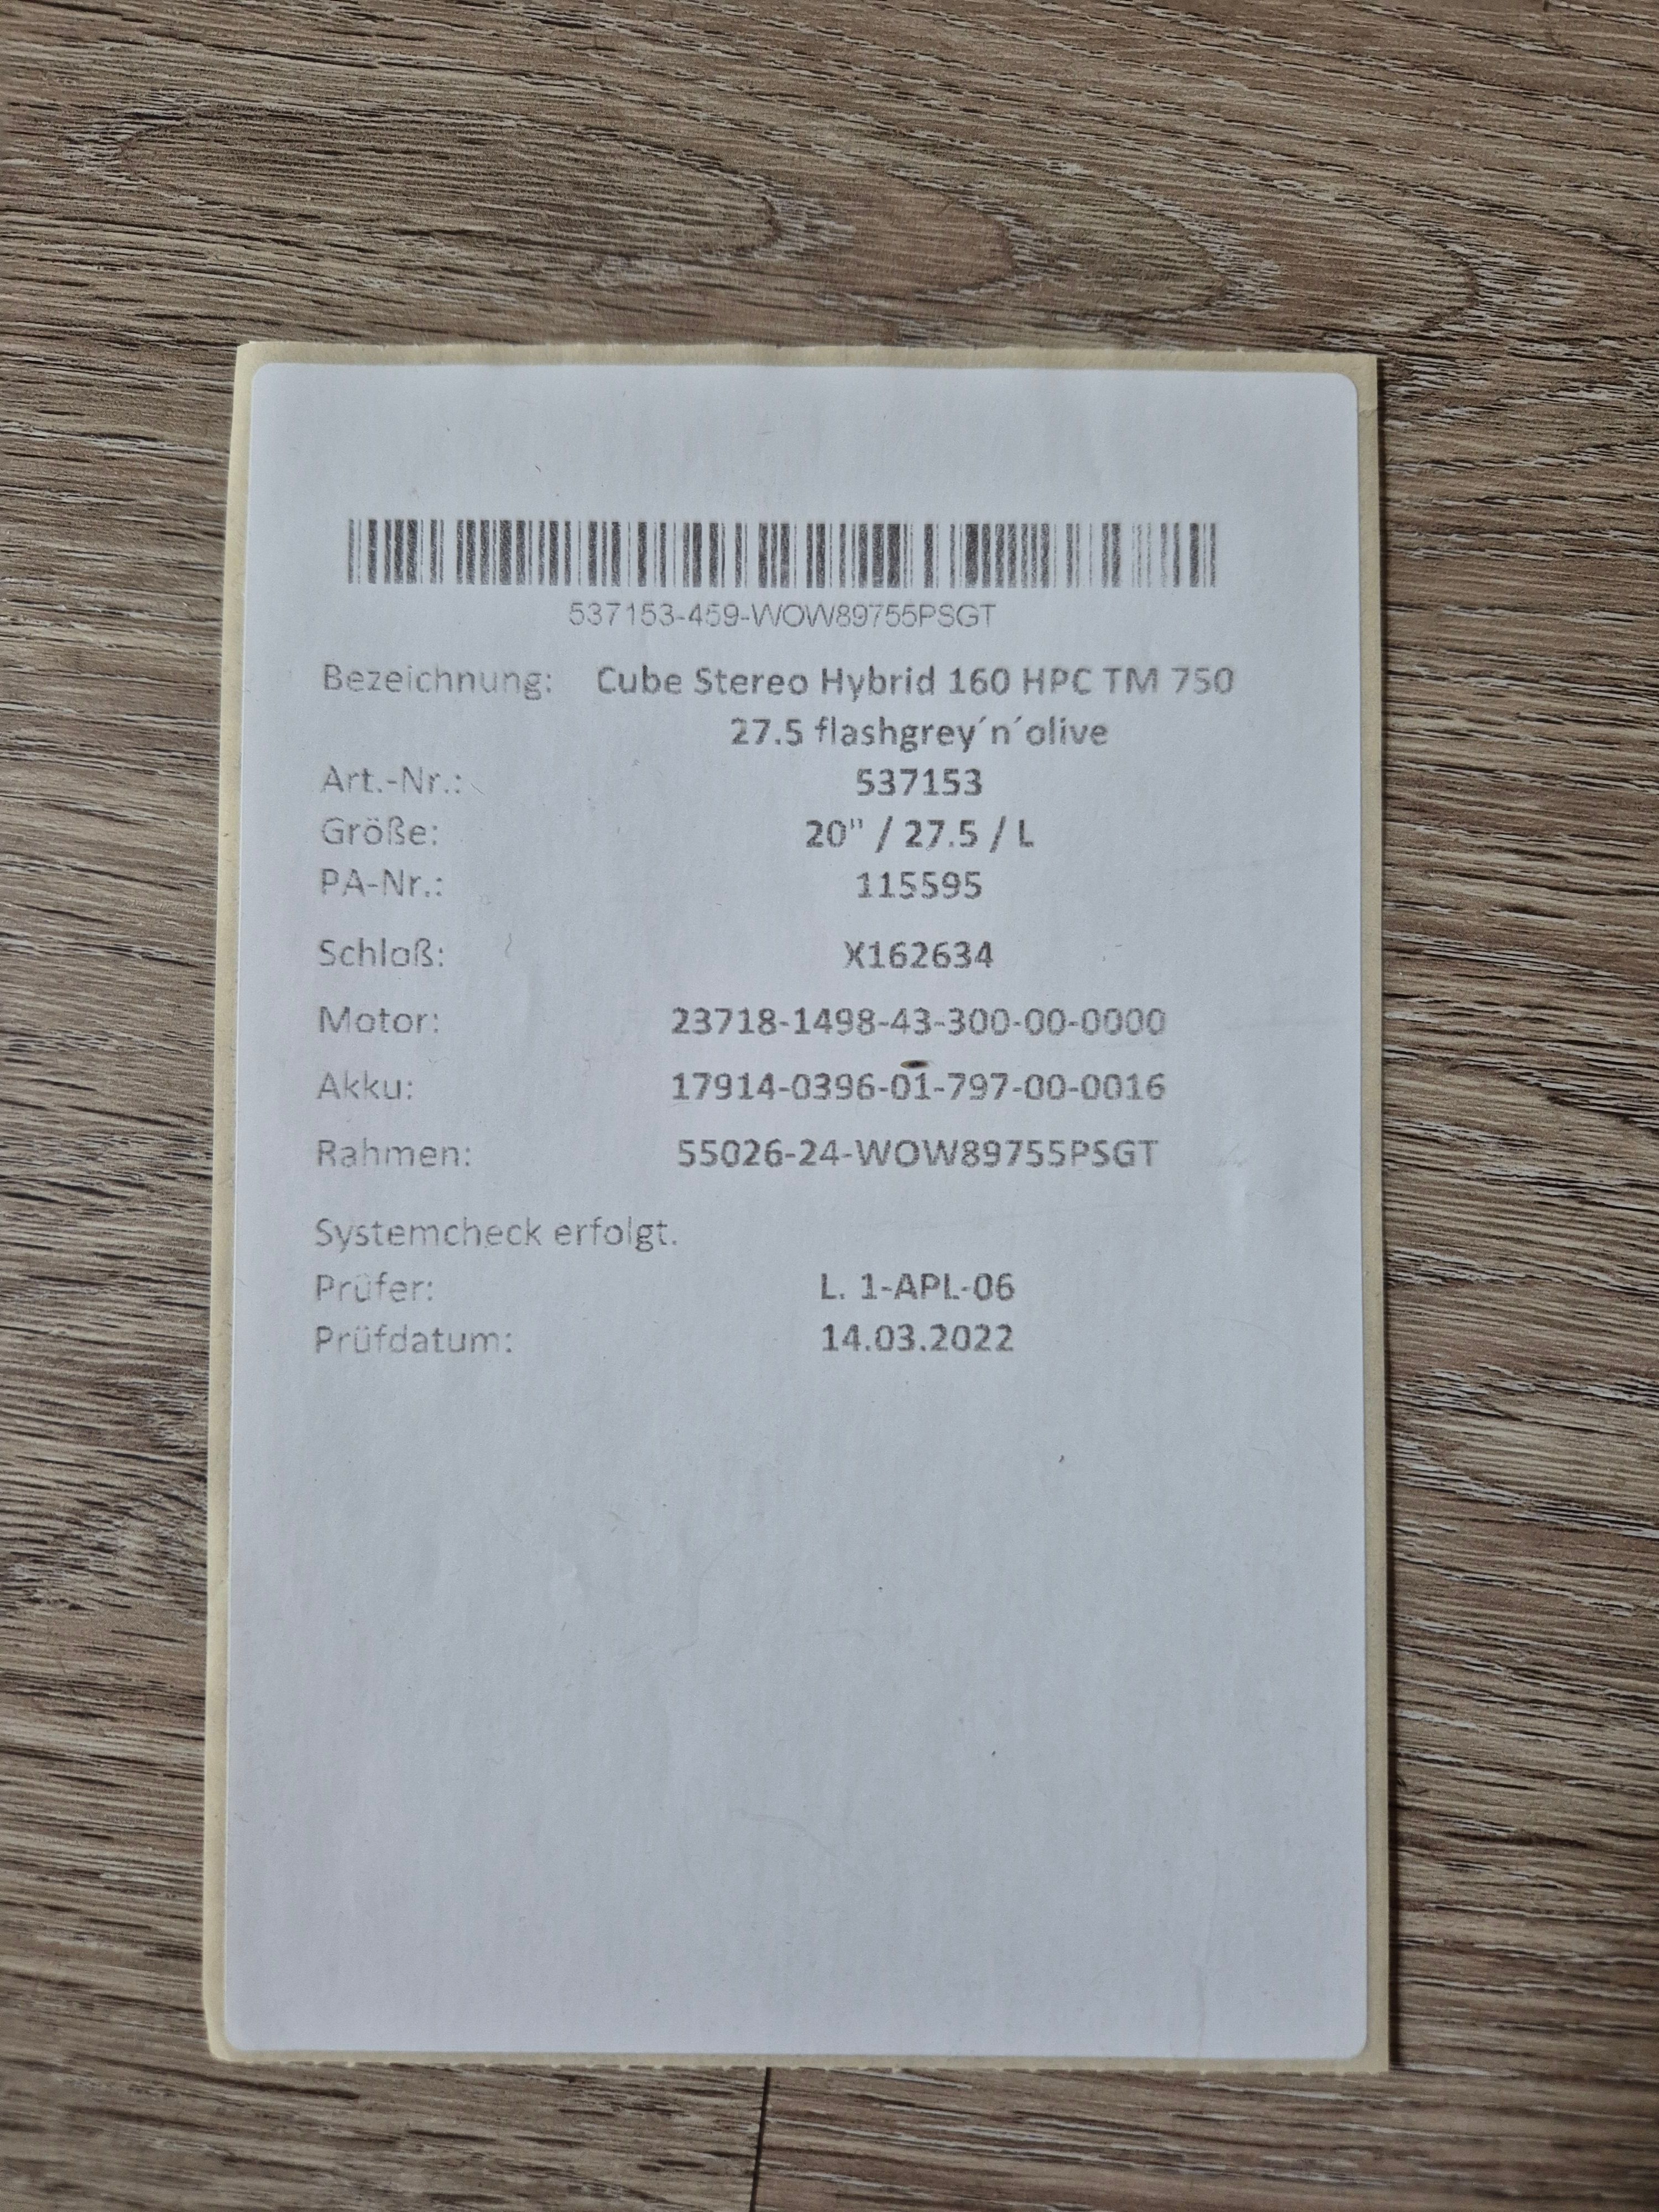 537153-459-WOW89755PSGT
Bezeichnung: Cube Stereo Hybrid 160 HPC TM 750
27.5 flashgrey´n´olive
Art.-Nr.: 537153
Größe: 20" / 27.5 / L
PA-Nr.: 115595
Schloß: X162634
Motor: 23718-1498-43-300-00-0000
Akku: 17914-0396-01-797-00-0016
Rahmen: 55026-24-WOW89755PSGT
Systemcheck erfolgt.
Prüfer: L. 1-APL-06
Prüfdatum: 14.03.2022